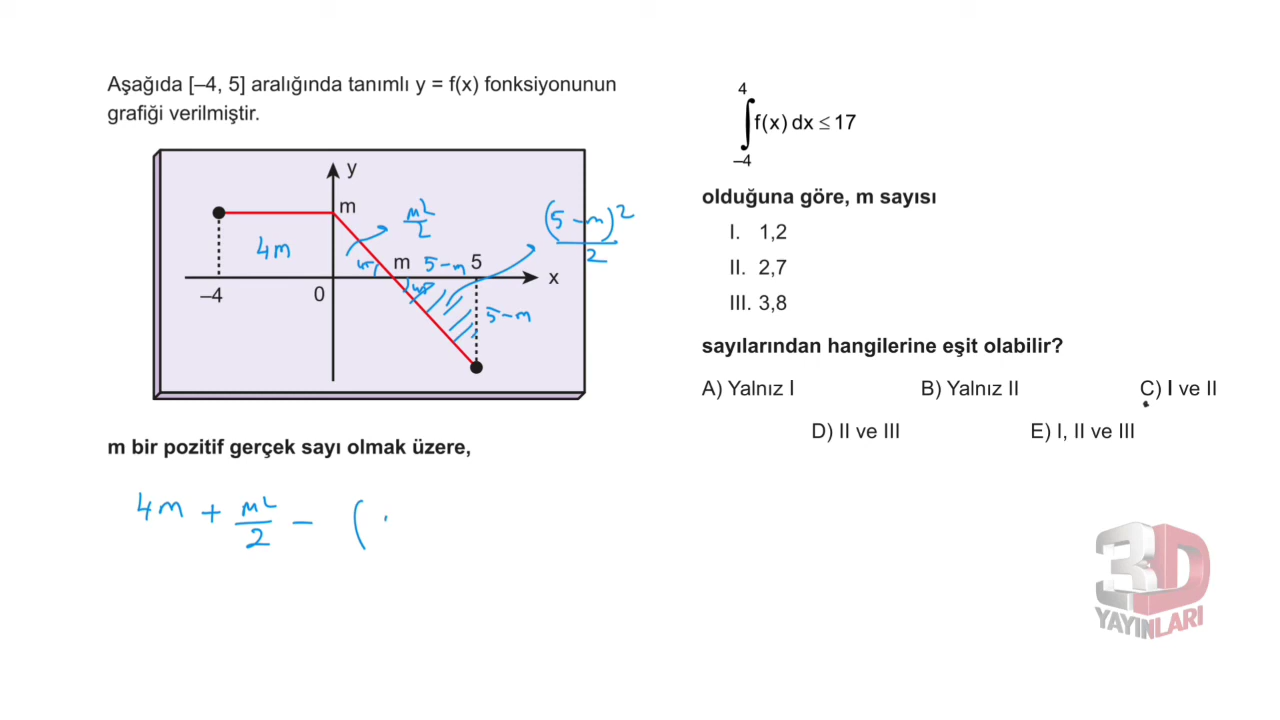 Aşağıda [–4, 5] aralığında tanımlı y = f(x) fonksiyonunun
grafiği verilmiştir.
y
m
m²/2
(5-m)²/2
4m
45
m
5-m
5
x
–4
0
45
5-m
m bir pozitif gerçek sayı olmak üzere,
4m + m²/2 - (
4
∫ f(x) dx ≤ 17
–4
olduğuna göre, m sayısı
I. 1,2
II. 2,7
III. 3,8
sayılarından hangilerine eşit olabilir?
A) Yalnız I B) Yalnız II C) I ve II
D) II ve III E) I, II ve III
3D
YAYINLARI